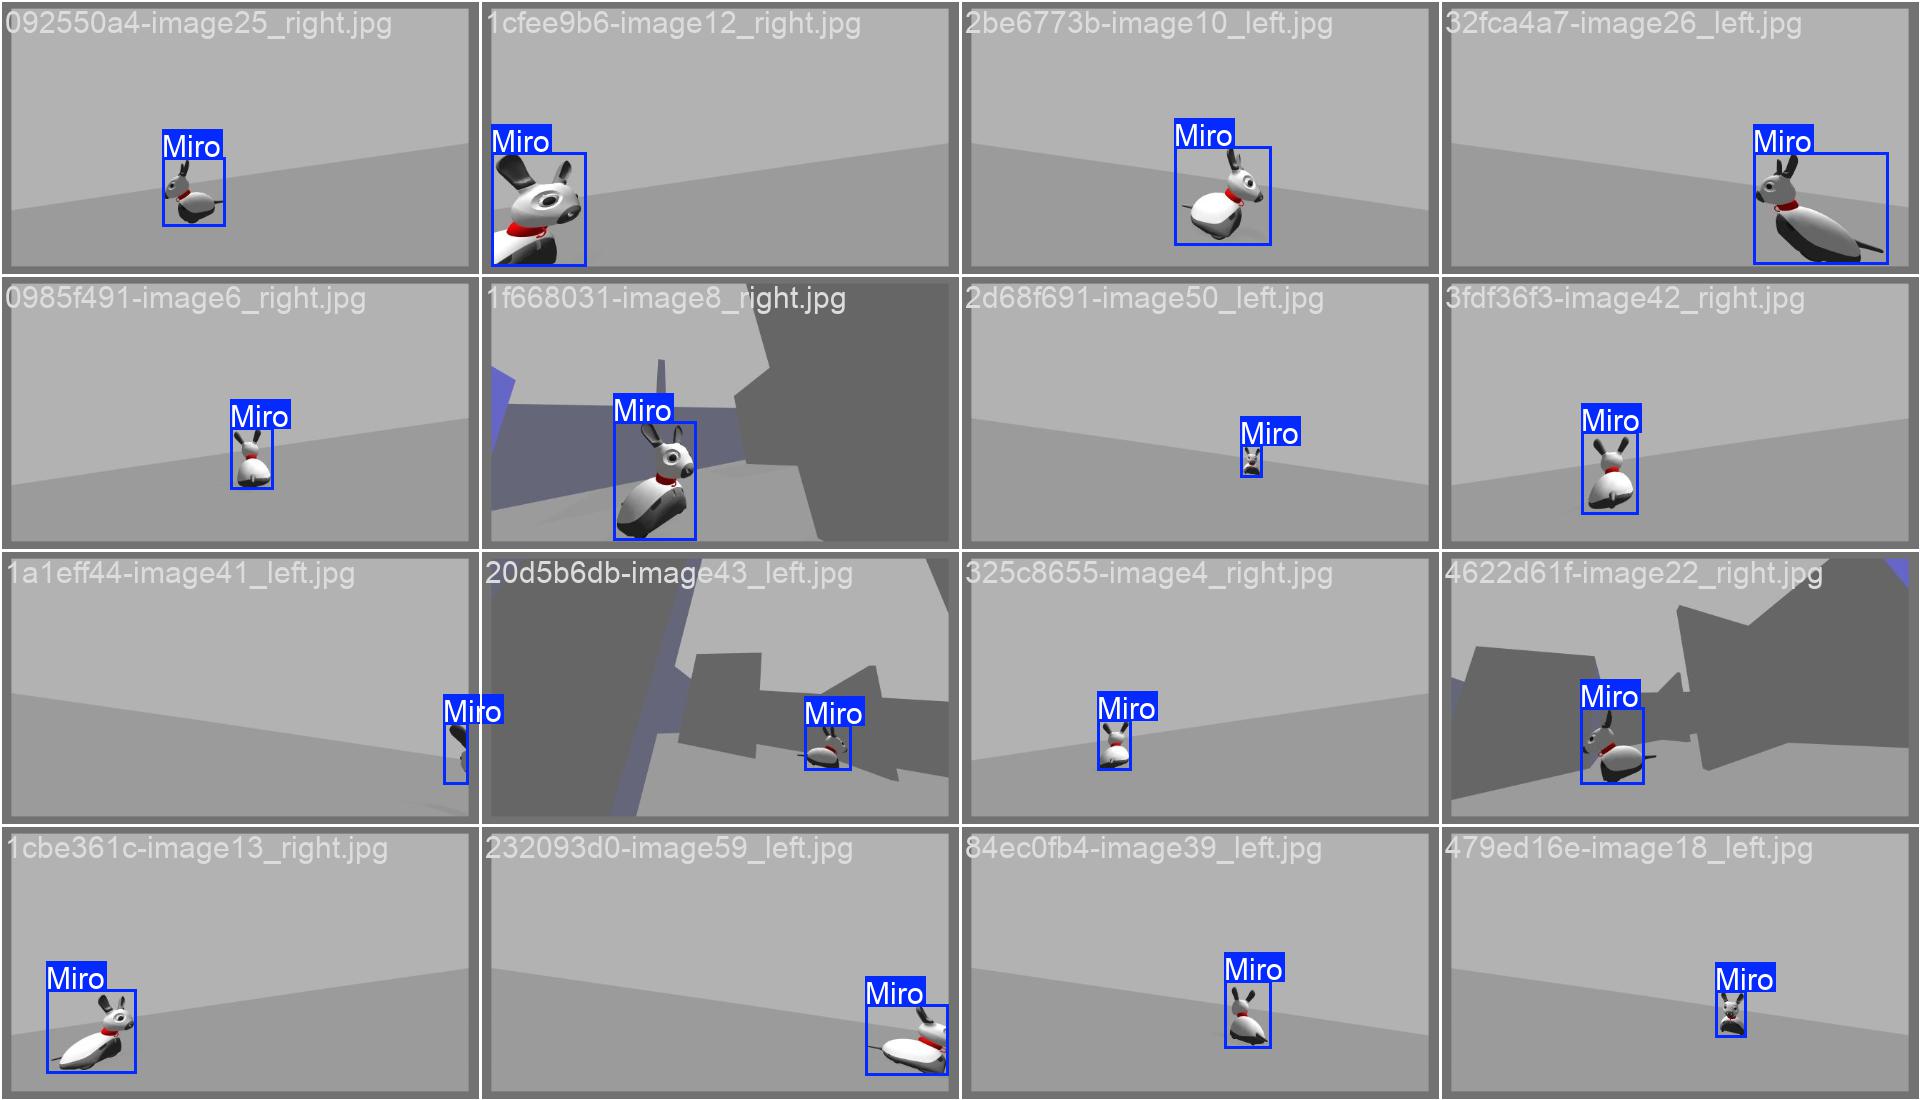 092550a4-image25_right.jpg
Miro
1cfee9b6-image12_right.jpg
Miro
2be6773b-image10_left.jpg
Miro
32fca4a7-image26_left.jpg
Miro
0985f491-image6_right.jpg
Miro
1f668031-image8_right.jpg
Miro
2d68f691-image50_left.jpg
Miro
3fdf36f3-image42_right.jpg
Miro
1a1eff44-image41_left.jpg
Miro
20d5b6db-image43_left.jpg
Miro
325c8655-image4_right.jpg
Miro
4622d61f-image22_right.jpg
Miro
1cbe361c-image13_right.jpg
Miro
232093d0-image59_left.jpg
Miro
84ec0fb4-image39_left.jpg
Miro
479ed16e-image18_left.jpg
Miro